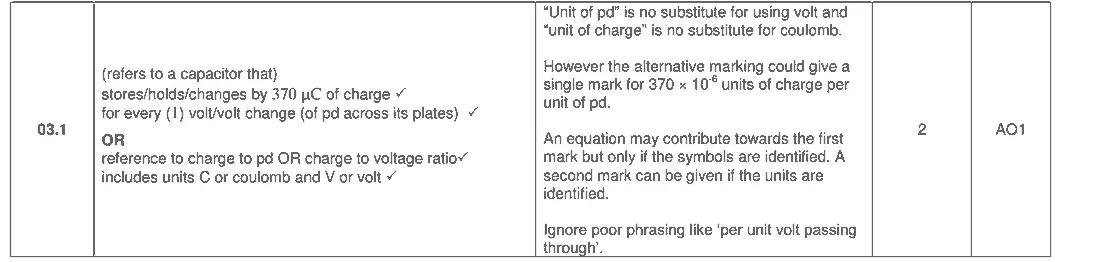 03.1
(refers to a capacitor that)
stores/holds/changes by 370 µC of charge ✓
for every (1) volt/volt change (of pd across its plates) ✓
OR
reference to charge to pd OR charge to voltage ratio✓
includes units C or coulomb and V or volt ✓
“Unit of pd” is no substitute for using volt and
“unit of charge” is no substitute for coulomb.
However the alternative marking could give a
single mark for 370 × 10⁻⁶ units of charge per
unit of pd.
An equation may contribute towards the first
mark but only if the symbols are identified. A
second mark can be given if the units are
identified.
Ignore poor phrasing like ‘per unit volt passing
through’.
2
AO1